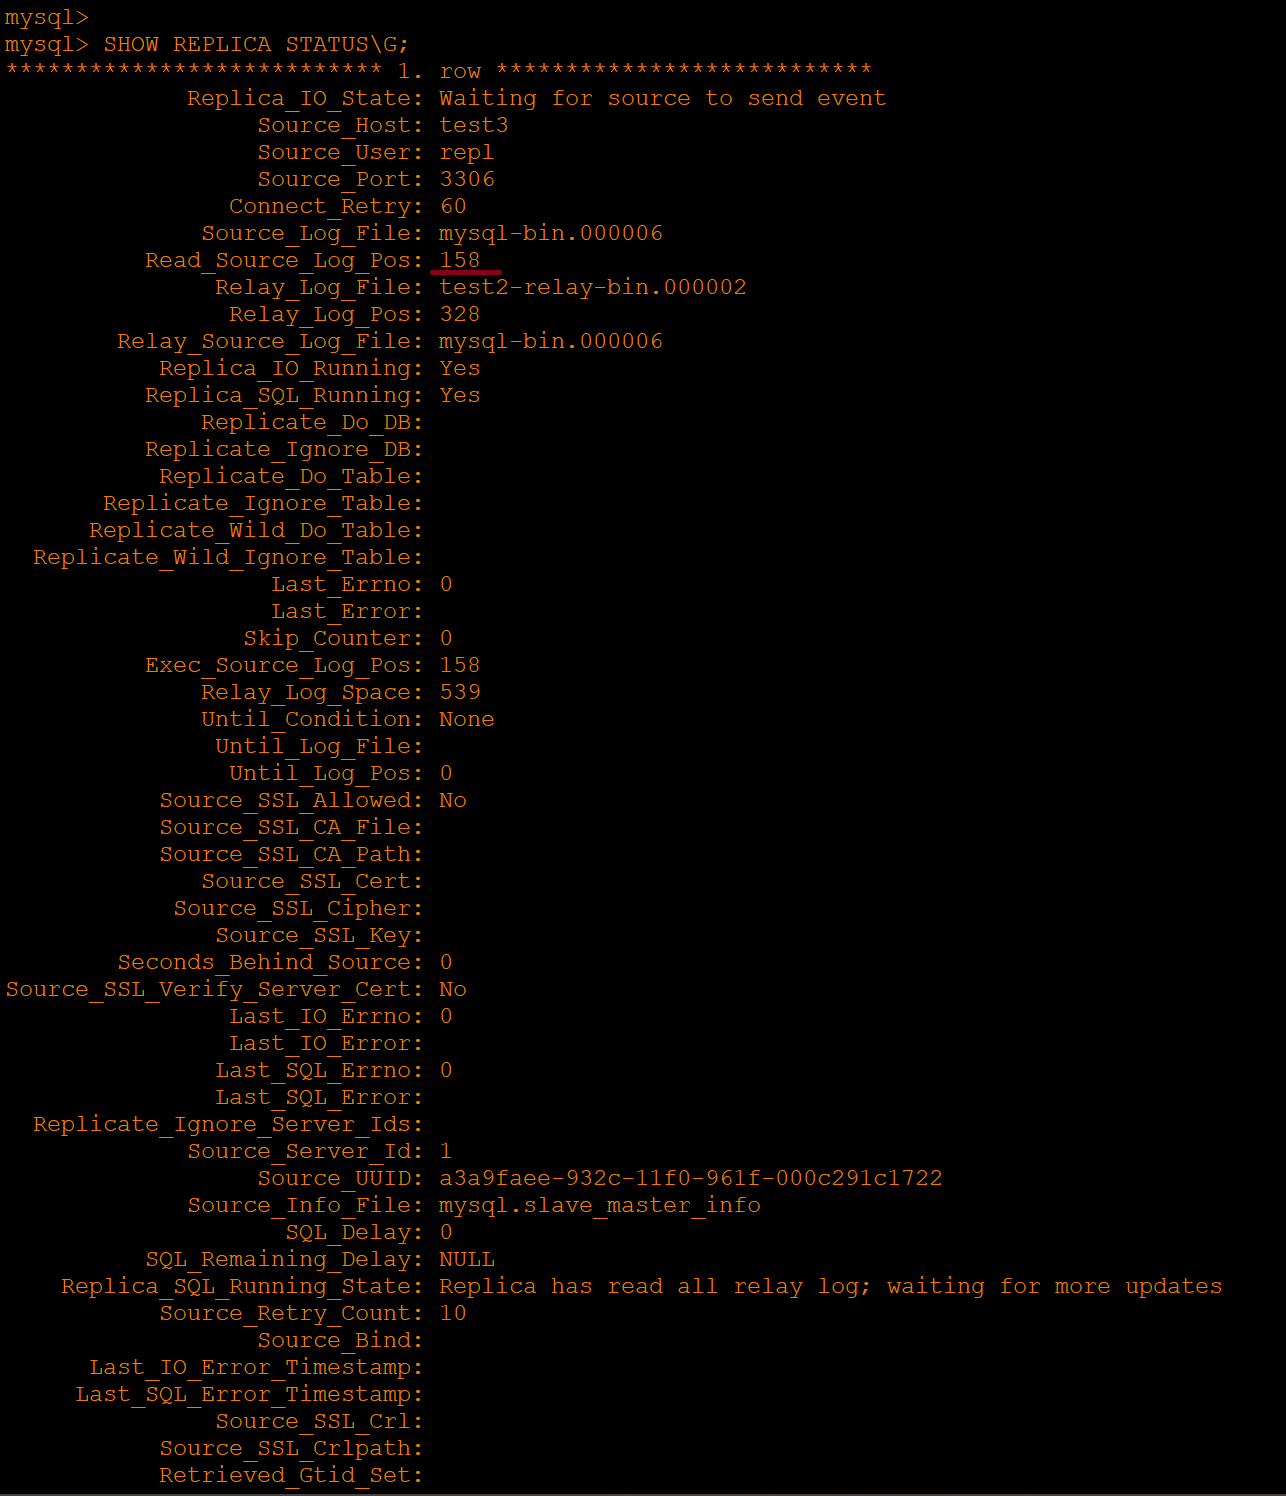 mysql>
mysql> SHOW REPLICA STATUS\G;
*************************** 1. row ***************************
Replica_IO_State: Waiting for source to send event
Source_Host: test3
Source_User: repl
Source_Port: 3306
Connect_Retry: 60
Source_Log_File: mysql-bin.000006
Read_Source_Log_Pos: 158
Relay_Log_File: test2-relay-bin.000002
Relay_Log_Pos: 328
Relay_Source_Log_File: mysql-bin.000006
Replica_IO_Running: Yes
Replica_SQL_Running: Yes
Replicate_Do_DB:
Replicate_Ignore_DB:
Replicate_Do_Table:
Replicate_Ignore_Table:
Replicate_Wild_Do_Table:
Replicate_Wild_Ignore_Table:
Last_Errno: 0
Last_Error:
Skip_Counter: 0
Exec_Source_Log_Pos: 158
Relay_Log_Space: 539
Until_Condition: None
Until_Log_File:
Until_Log_Pos: 0
Source_SSL_Allowed: No
Source_SSL_CA_File:
Source_SSL_CA_Path:
Source_SSL_Cert:
Source_SSL_Cipher:
Source_SSL_Key:
Seconds_Behind_Source: 0
Source_SSL_Verify_Server_Cert: No
Last_IO_Errno: 0
Last_IO_Error:
Last_SQL_Errno: 0
Last_SQL_Error:
Replicate_Ignore_Server_Ids:
Source_Server_Id: 1
Source_UUID: a3a9faee-932c-11f0-961f-000c291c1722
Source_Info_File: mysql.slave_master_info
SQL_Delay: 0
SQL_Remaining_Delay: NULL
Replica_SQL_Running_State: Replica has read all relay log; waiting for more updates
Source_Retry_Count: 10
Source_Bind:
Last_IO_Error_Timestamp:
Last_SQL_Error_Timestamp:
Source_SSL_Crl:
Source_SSL_Crlpath:
Retrieved_Gtid_Set: